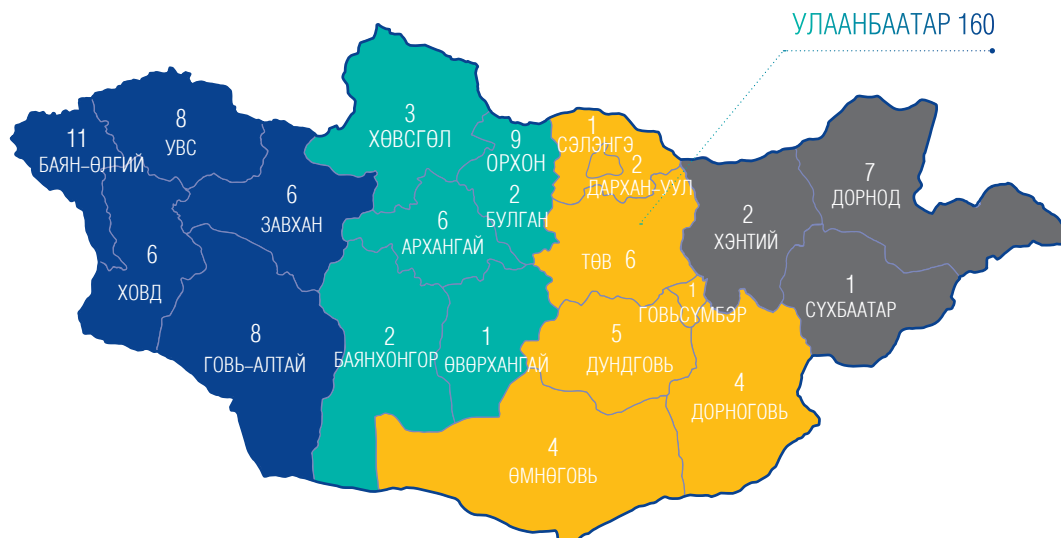 УЛААНБААТАР 160
11
БАЯН-ӨЛГИЙ
8
УВС
6
ЗАВХАН
6
ХОВД
8
ГОВЬ-АЛТАЙ
3
ХӨВСГӨЛ
9
ОРХОН
2
БУЛГАН
6
АРХАНГАЙ
2
БАЯНХОНГОР
1
ӨВӨРХАНГАЙ
1
СЭЛЭНГЭ
2
ДАРХАН-УУЛ
ТӨВ 6
1
ГОВЬСҮМБЭР
5
ДУНДГОВЬ
4
ДОРНОГОВЬ
4
ӨМНӨГОВЬ
2
ХЭНТИЙ
7
ДОРНОД
1
СҮХБААТАР